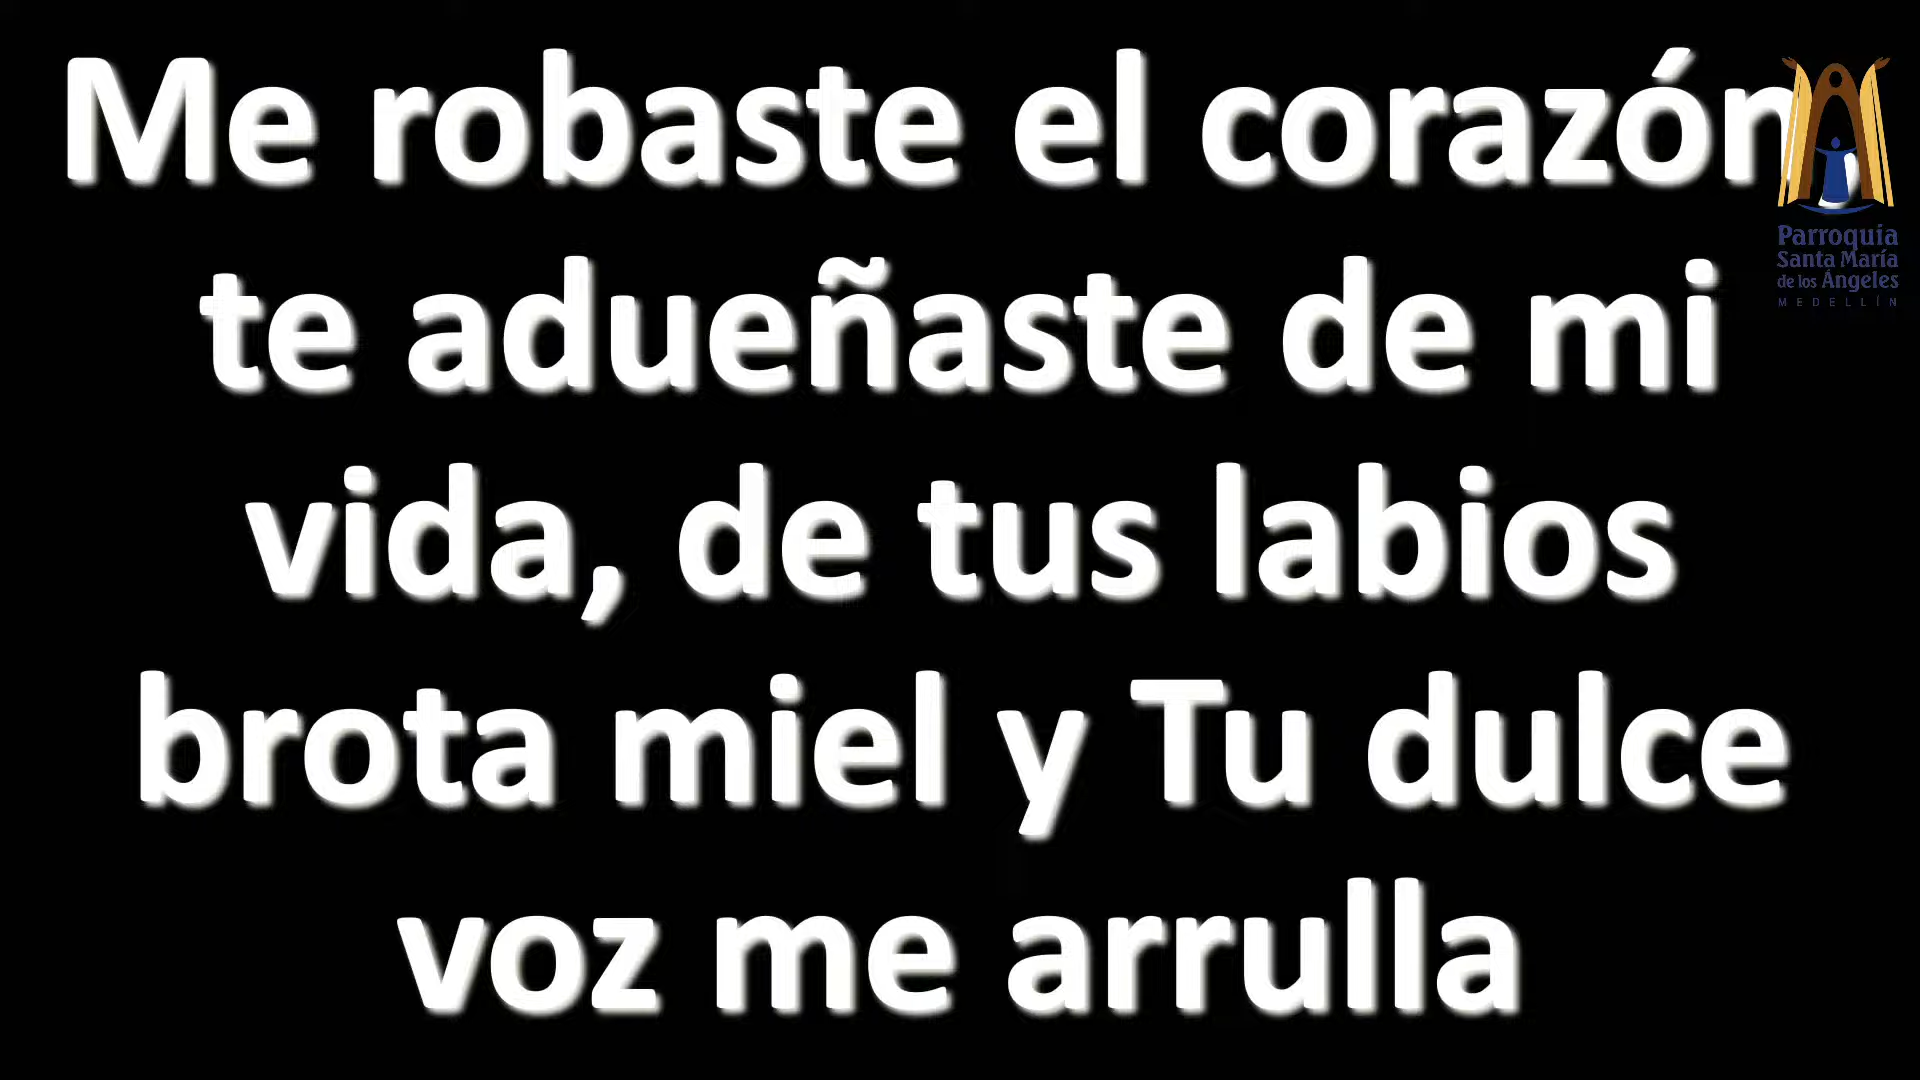 Me robaste el corazón,
te adueñaste de mi
vida, de tus labios
brota miel y Tu dulce
voz me arrulla
Parroquia
Santa María
de los Ángeles
MEDELLÍN